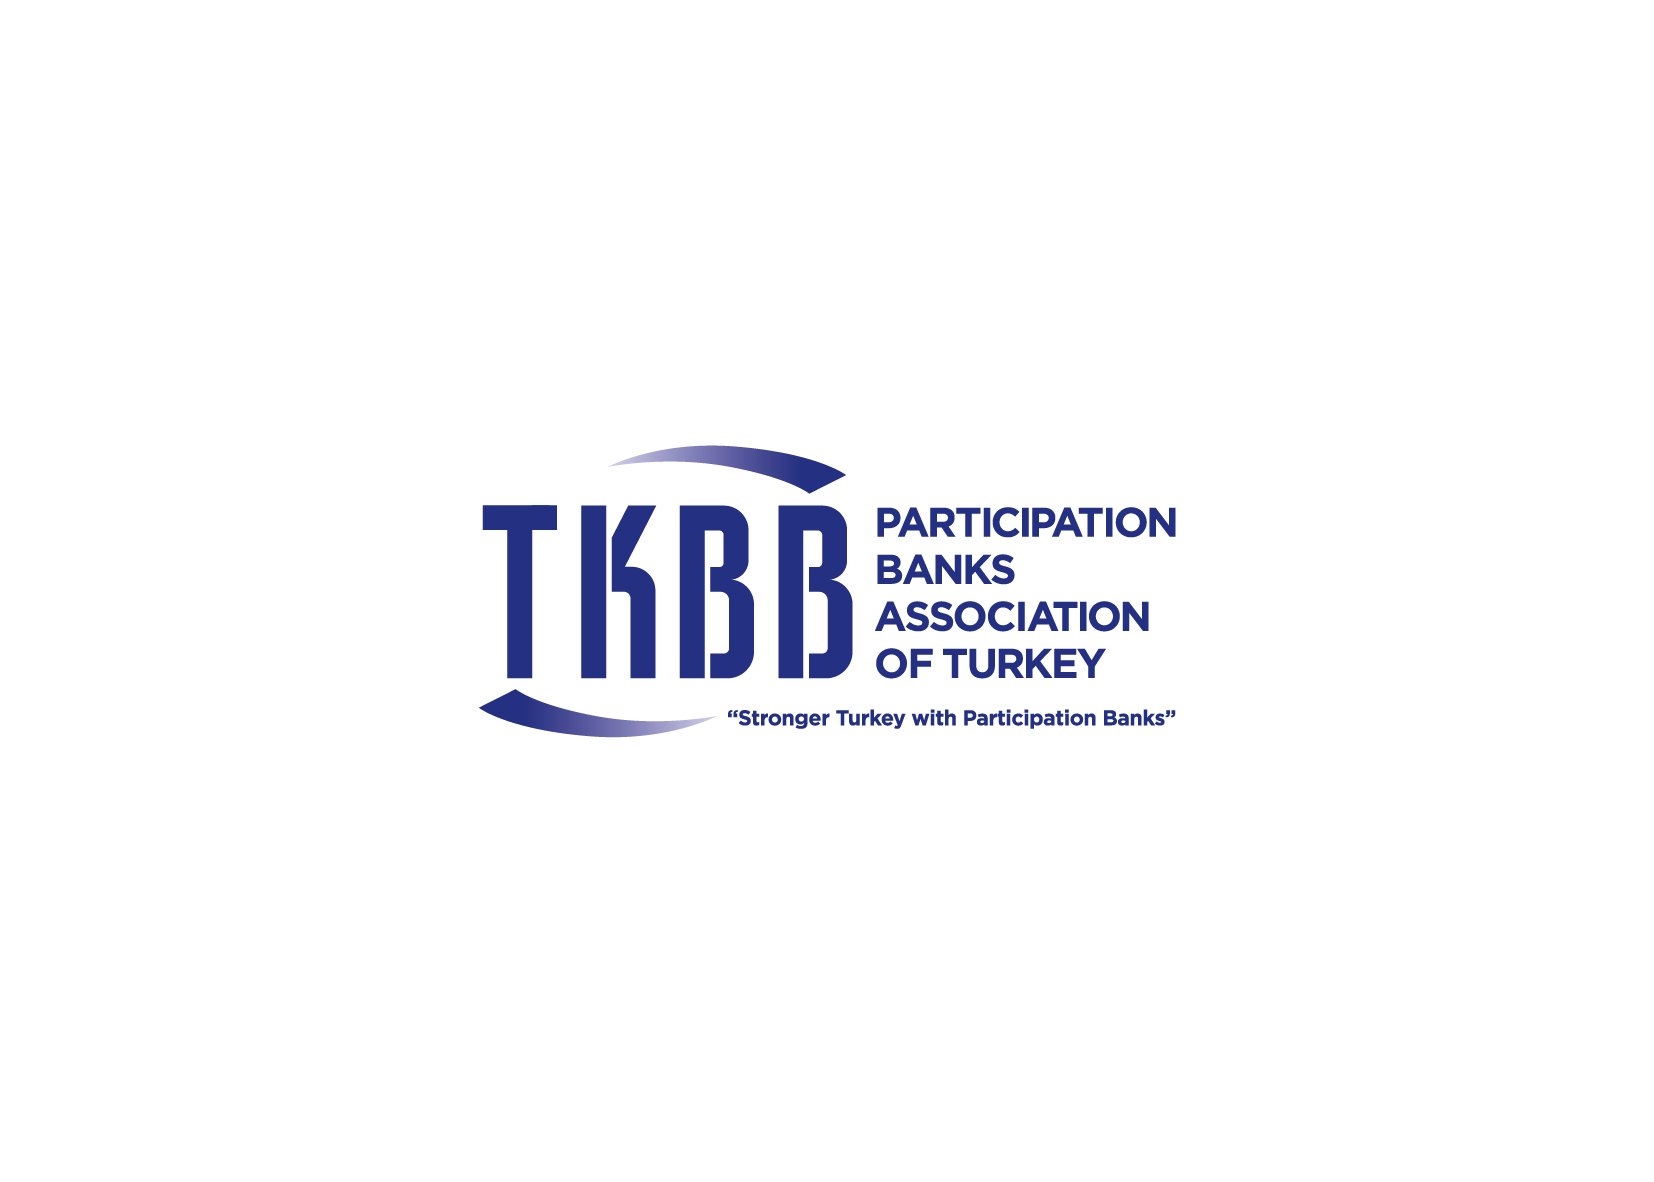 TKBB
PARTICIPATION
BANKS
ASSOCIATION
OF TURKEY
“Stronger Turkey with Participation Banks”